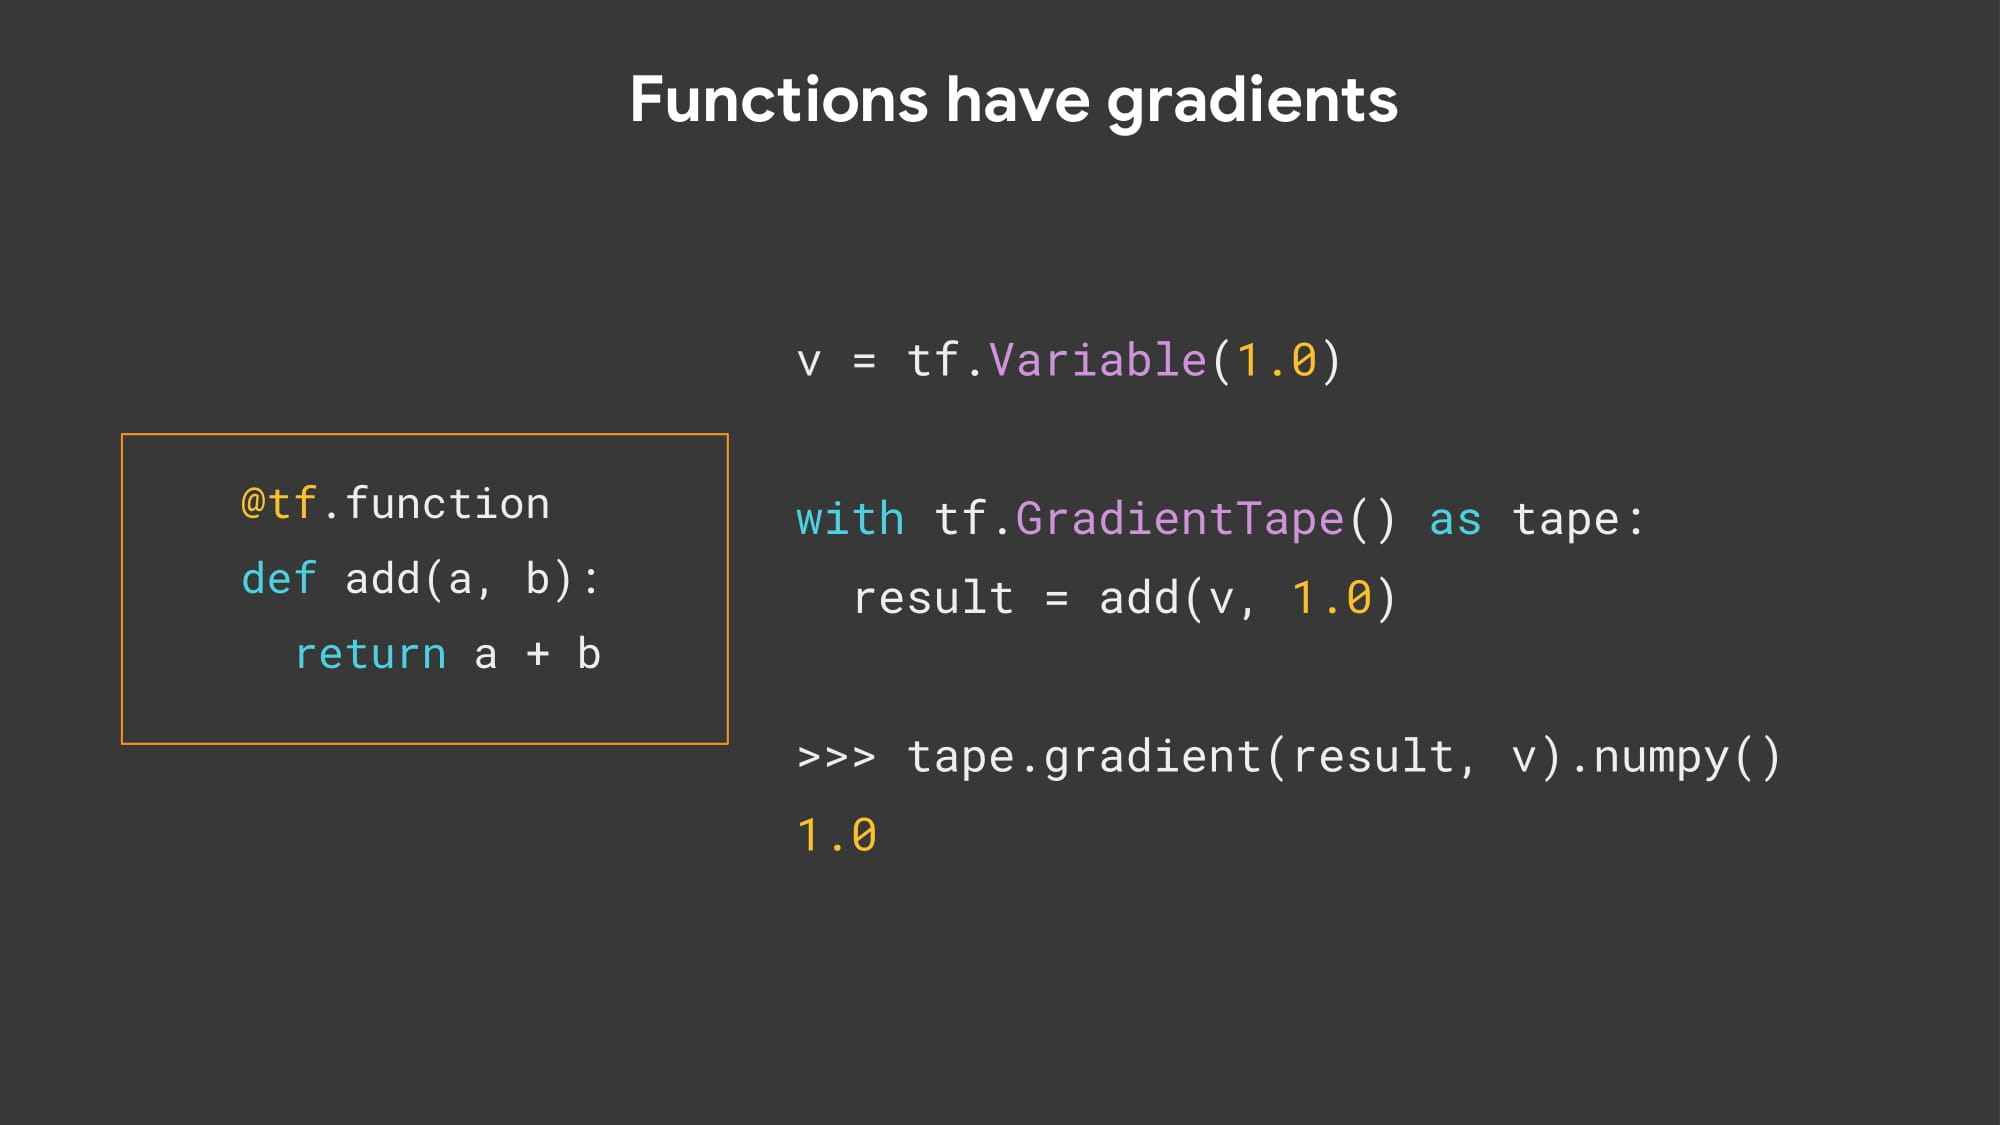 Functions have gradients
@tf.function
def add(a, b):
  return a + b
v = tf.Variable(1.0)
with tf.GradientTape() as tape:
  result = add(v, 1.0)
>>> tape.gradient(result, v).numpy()
1.0